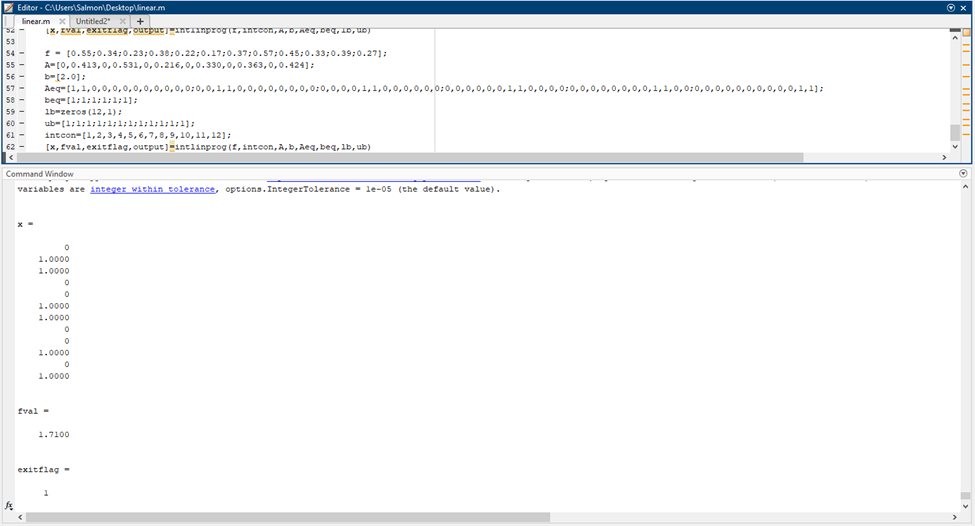 Editor - C:\Users\Salmon\Desktop\linear.m
linear.m × Untitled2* × +
52 - [x,fval,exitflag,output]=intlinprog(f,intcon,A,b,Aeq,beq,lb,ub)
53
54 - f = [0.55;0.34;0.23;0.38;0.22;0.17;0.37;0.57;0.45;0.33;0.39;0.27];
55 - A=[0,0.413,0,0.531,0,0.216,0,0.330,0,0.363,0,0.424];
56 - b=[2.0];
57 - Aeq=[1,1,0,0,0,0,0,0,0,0,0,0;0,0,1,1,0,0,0,0,0,0,0,0;0,0,0,0,1,1,0,0,0,0,0,0;0,0,0,0,0,0,1,1,0,0,0,0;0,0,0,0,0,0,0,0,1,1,0,0;0,0,0,0,0,0,0,0,0,0,1,1];
58 - beq=[1;1;1;1;1;1];
59 - lb=zeros(12,1);
60 - ub=[1;1;1;1;1;1;1;1;1;1;1;1];
61 - intcon=[1,2,3,4,5,6,7,8,9,10,11,12];
62 - [x,fval,exitflag,output]=intlinprog(f,intcon,A,b,Aeq,beq,lb,ub)
Command Window
variables are integer within tolerance, options.IntegerTolerance = 1e-05 (the default value).
x =
0
1.0000
1.0000
0
0
1.0000
1.0000
0
0
1.0000
0
1.0000
fval =
1.7100
exitflag =
1
fx